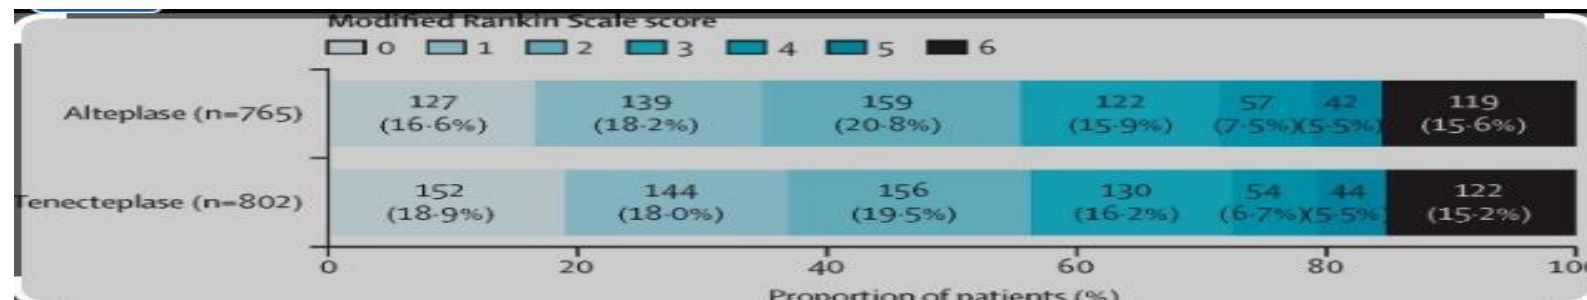 Modified Rankin Scale score
0 1 2 3 4 5 6
Alteplase (n=765)
127 139 159 122 57 42 119
(16·6%) (18·2%) (20·8%) (15·9%) (7·5%)(5·5%) (15·6%)
Tenecteplase (n=802)
152 144 156 130 54 44 122
(18·9%) (18·0%) (19·5%) (16·2%) (6·7%)(5·5%) (15·2%)
0 20 40 60 80 100
Proportion of patients (%)